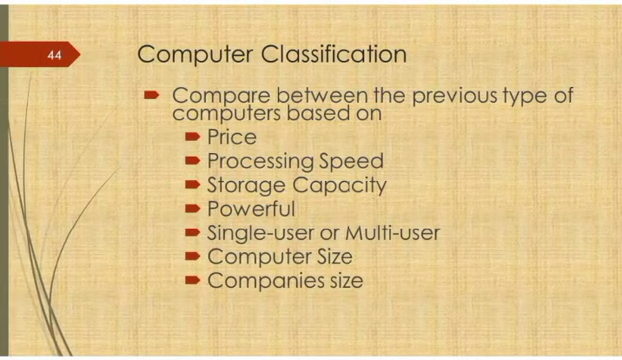 44
Computer Classification
Compare between the previous type of
computers based on
Price
Processing Speed
Storage Capacity
Powerful
Single-user or Multi-user
Computer Size
Companies size